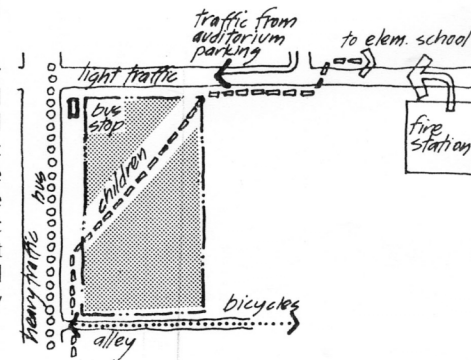 traffic from
auditorium
parking
to elem. school
light traffic
bus
stop
fire
station
children
heavy traffic
bus
bicycles
alley